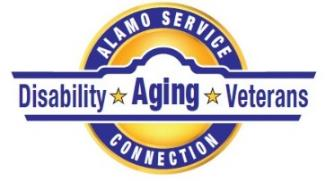 ALAMO SERVICE
Disability ★ Aging ★ Veterans
CONNECTION